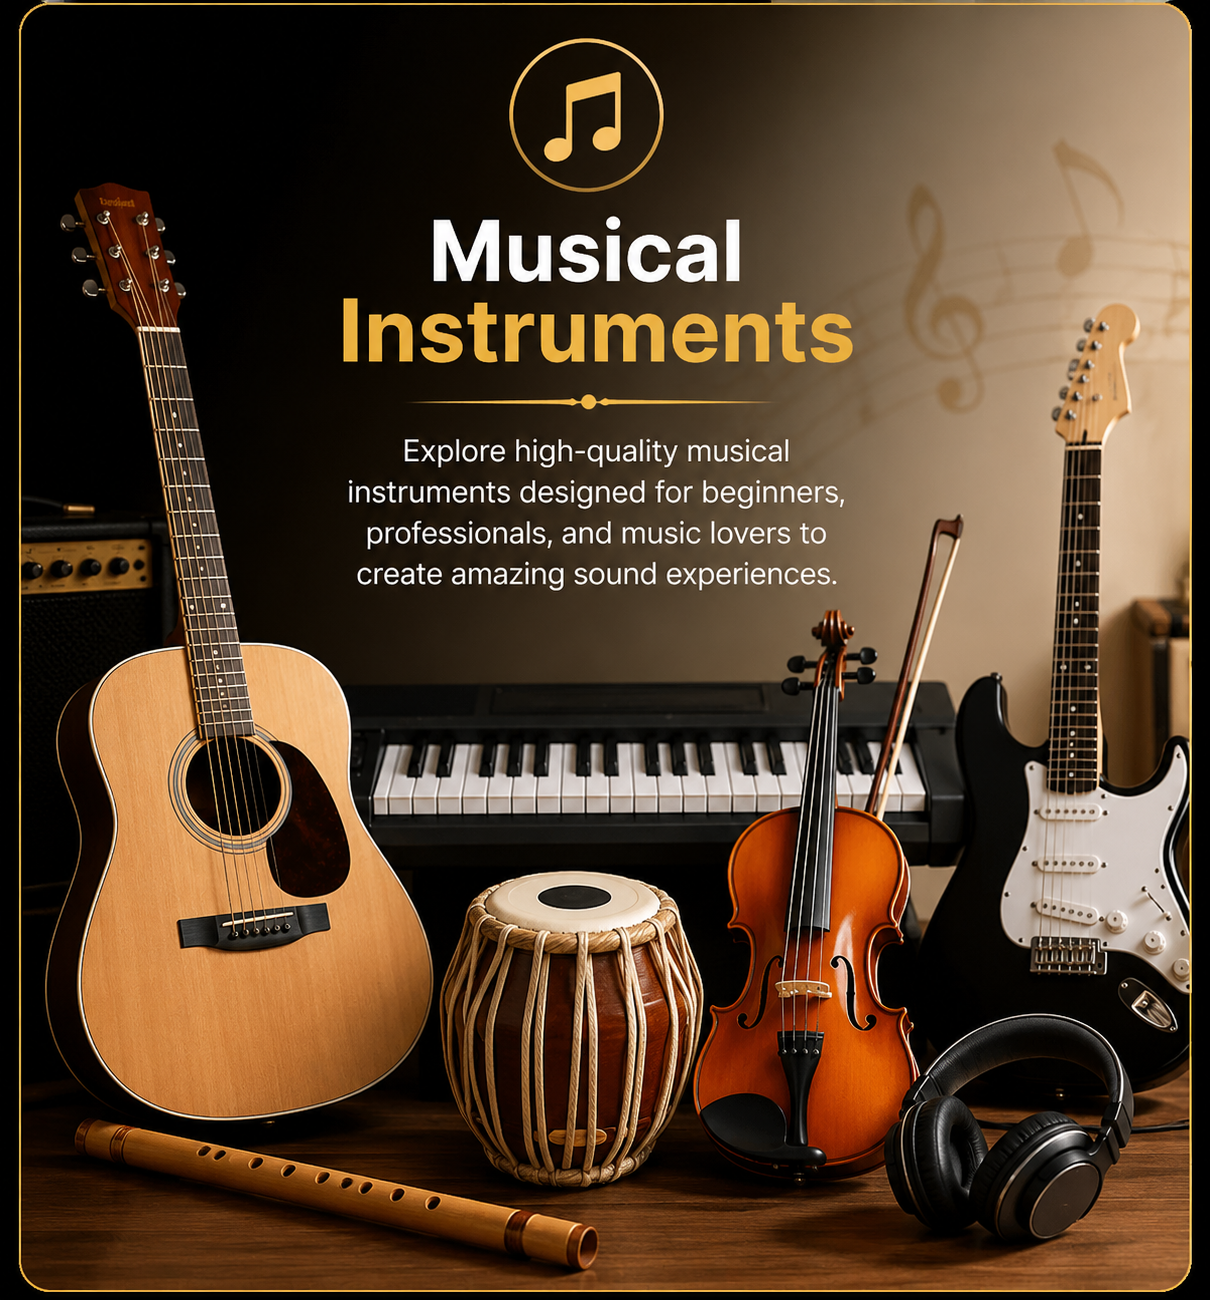 Musical
Instruments
Explore high-quality musical
instruments designed for beginners,
professionals, and music lovers to
create amazing sound experiences.